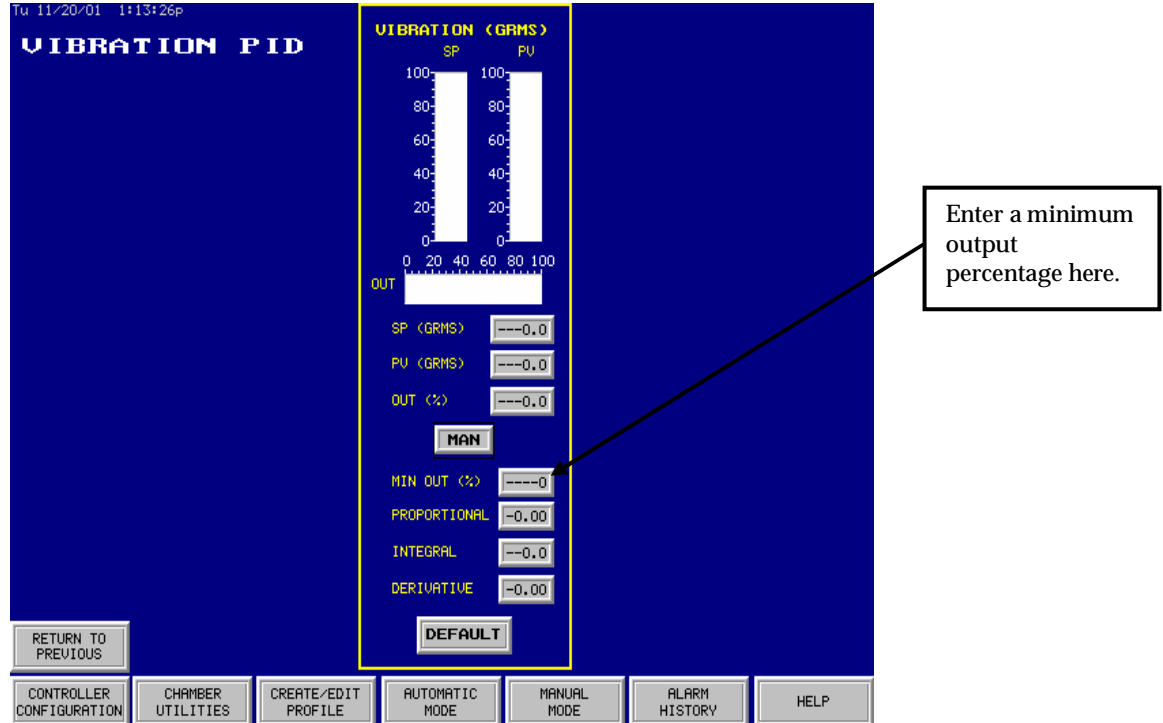 Tu 11/20/01 1:13:26p
VIBRATION PID
VIBRATION (GRMS)
SP PV
100 100
80 80
60 60
40 40
20 20
0 0
0 20 40 60 80 100
OUT
SP (GRMS) ---0.0
PV (GRMS) ---0.0
OUT (%) ---0.0
MAN
MIN OUT (%) ----0
PROPORTIONAL -0.00
INTEGRAL --0.0
DERIVATIVE -0.00
DEFAULT
Enter a minimum
output
percentage here.
RETURN TO
PREVIOUS
CONTROLLER
CONFIGURATION
CHAMBER
UTILITIES
CREATE/EDIT
PROFILE
AUTOMATIC
MODE
MANUAL
MODE
ALARM
HISTORY
HELP